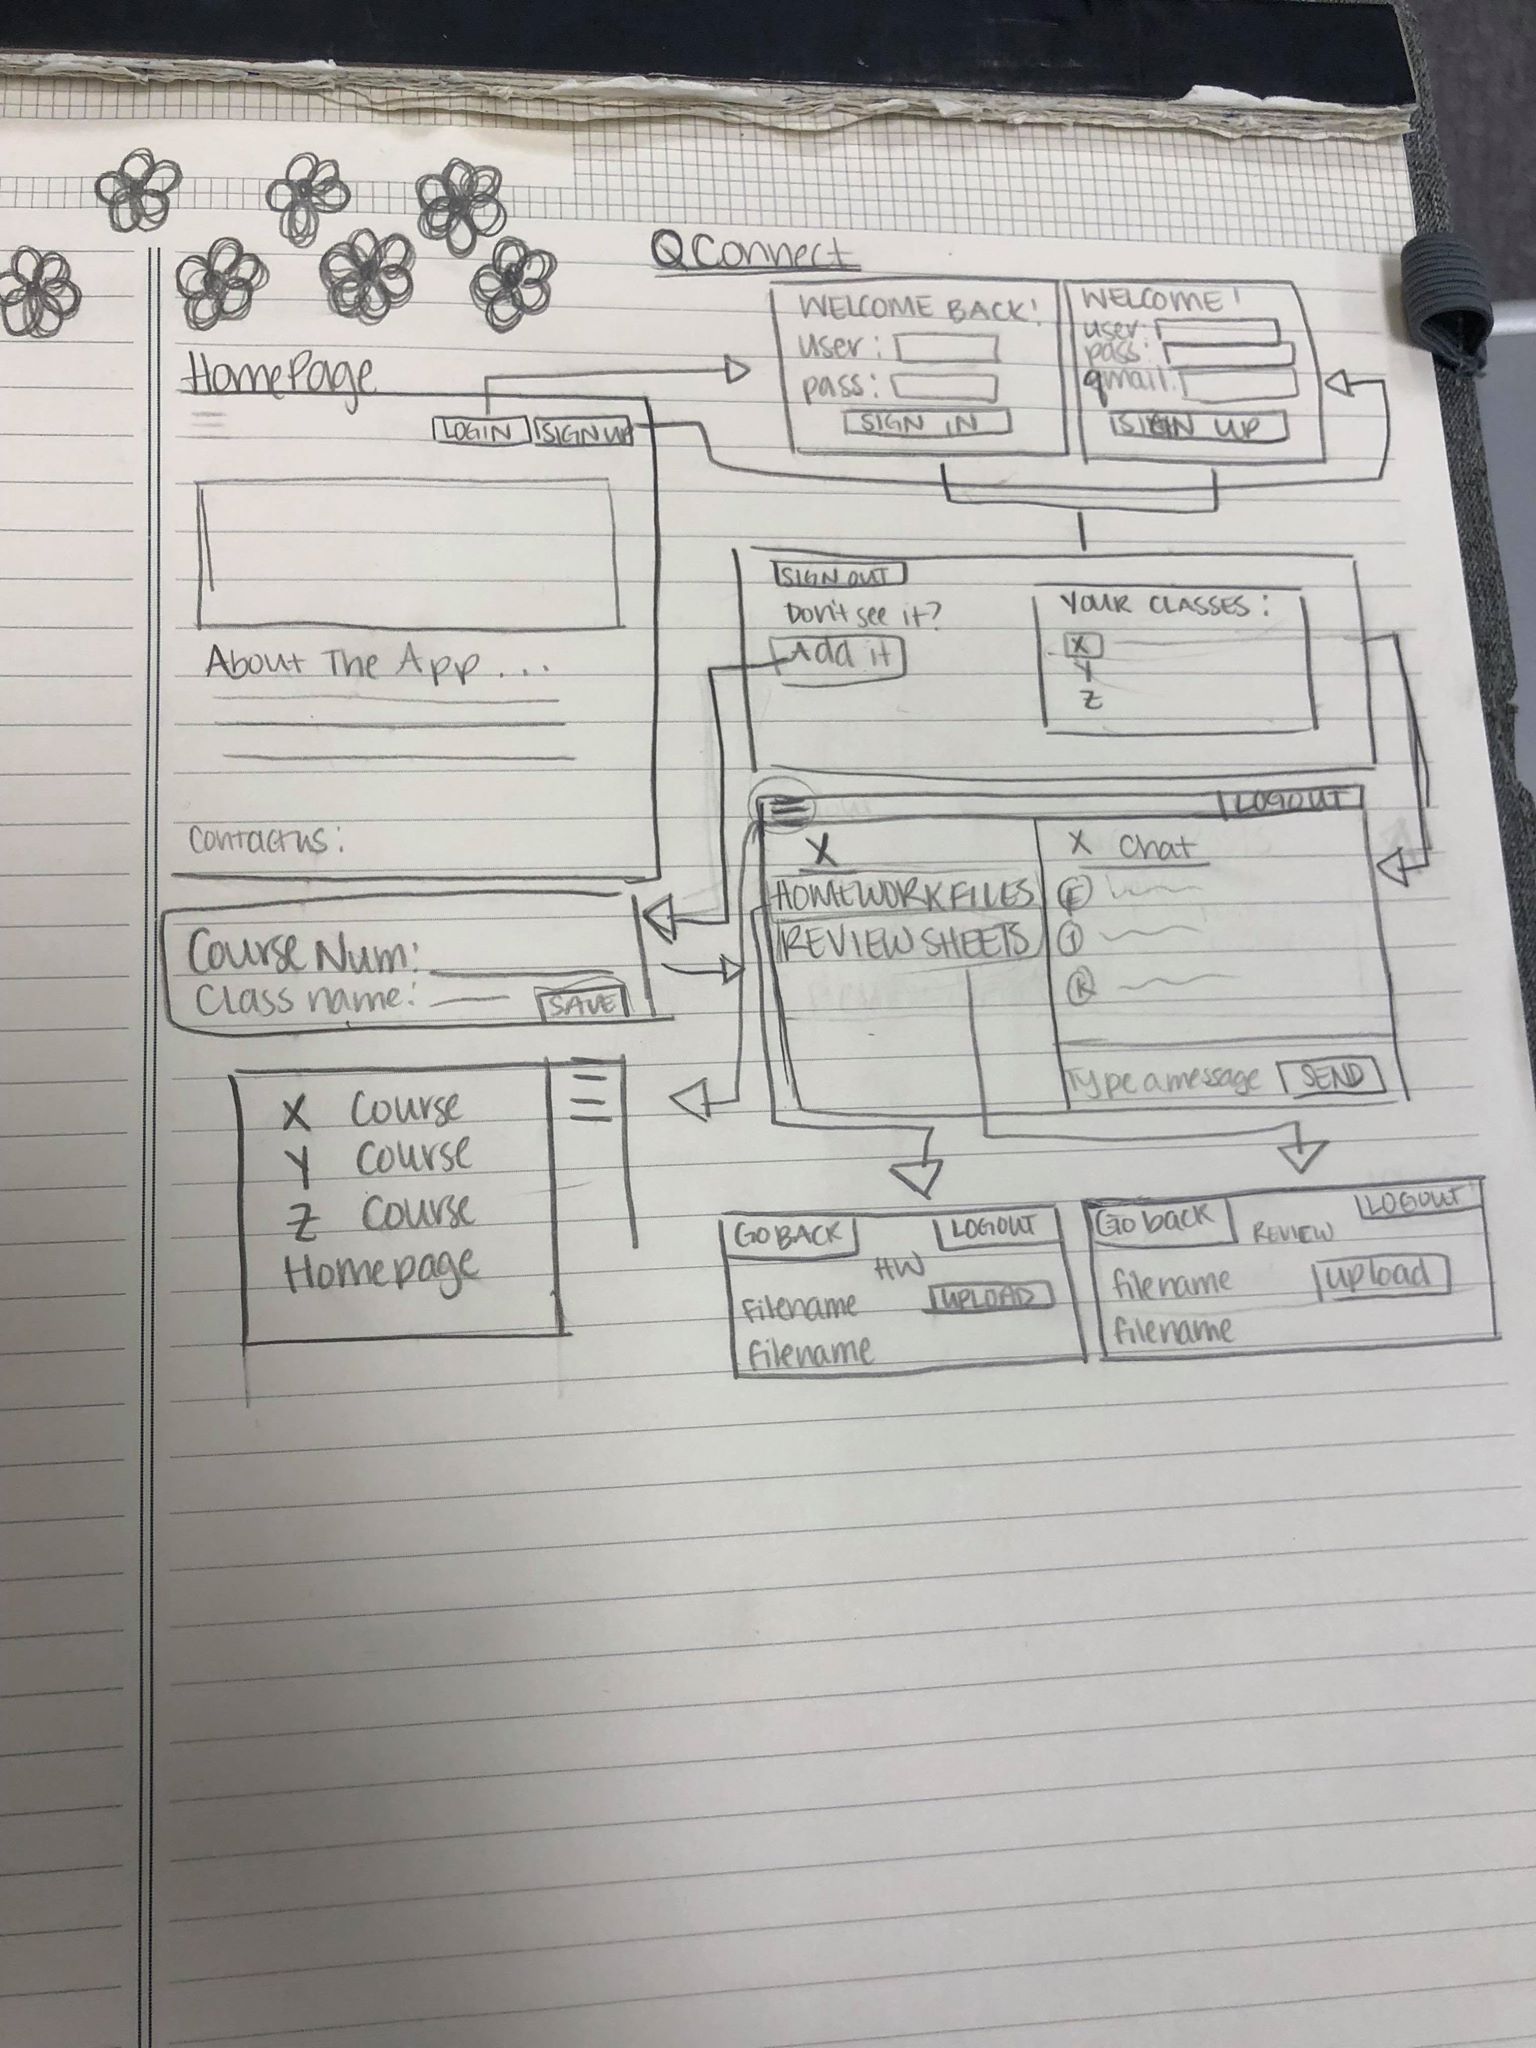 QConnect
HomePage
LOGIN
SIGN UP
About The App ...
Contact us:
WELCOME BACK!
user:
pass:
SIGN IN
WELCOME!
user:
pass:
qmail:
SIGN UP
SIGN OUT
Don't see it?
Add it
YOUR CLASSES:
X
Y
Z
Course Num:
Class name:
SAVE
LOGOUT
X
HOMEWORK FILES
REVIEW SHEETS
X Chat
E
J
R
Type a message
SEND
X Course
Y Course
Z Course
Homepage
GO BACK
LOGOUT
HW
filename
UPLOAD
filename
Go back
REVIEW
LOGOUT
filename
upload
filename